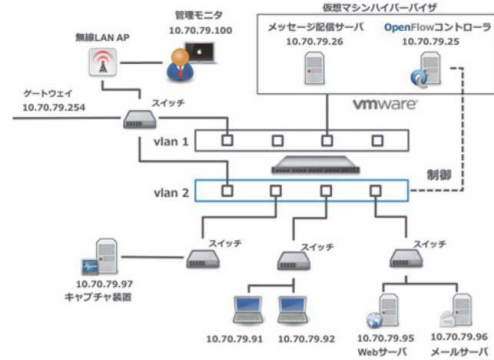 仮想マシンハイパーバイザ
管理モニタ
10.70.79.100
無線LAN AP
メッセージ配信サーバ
10.70.79.26
OpenFlowコントローラ
10.70.79.25
ゲートウェイ
10.70.79.254
スイッチ
vmware
vlan 1
制御
vlan 2
スイッチ
スイッチ
スイッチ
10.70.79.97
キャプチャ装置
10.70.79.91
10.70.79.92
10.70.79.95
Webサーバ
10.70.79.96
メールサーバ